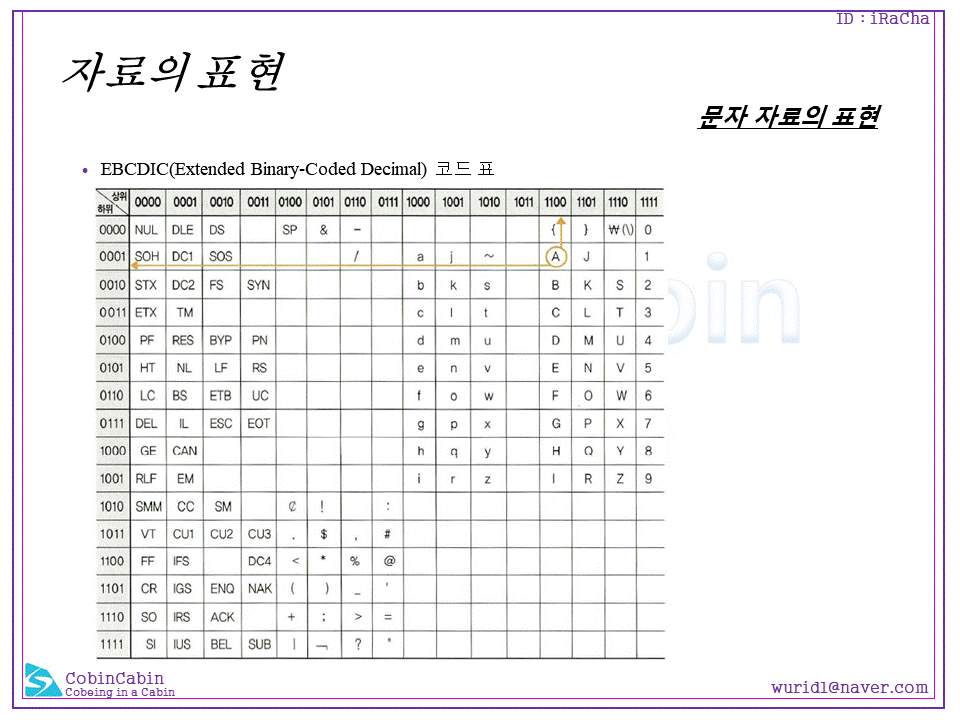 ID : iRaCha
자료의 표현
문자 자료의 표현
• EBCDIC(Extended Binary-Coded Decimal) 코드 표
상위 하위 0000 0001 0010 0011 0100 0101 0110 0111 1000 1001 1010 1011 1100 1101 1110 1111
0000 NUL DLE DS SP & – { } ₩(\) 0
0001 SOH DC1 SOS / a j ~ A J 1
0010 STX DC2 FS SYN b k s B K S 2
0011 ETX TM c l t C L T 3
0100 PF RES BYP PN d m u D M U 4
0101 HT NL LF RS e n v E N V 5
0110 LC BS ETB UC f o w F O W 6
0111 DEL IL ESC EOT g p x G P X 7
1000 GE CAN h q y H Q Y 8
1001 RLF EM i r z I R Z 9
1010 SMM CC SM ¢ ! :
1011 VT CU1 CU2 CU3 . $ , #
1100 FF IFS DC4 < * % @
1101 CR IGS ENQ NAK ( ) _ '
1110 SO IRS ACK + ; > =
1111 SI IUS BEL SUB | ¬ ? "
CobinCabin
Cobeing in a Cabin
wurid1@naver.com